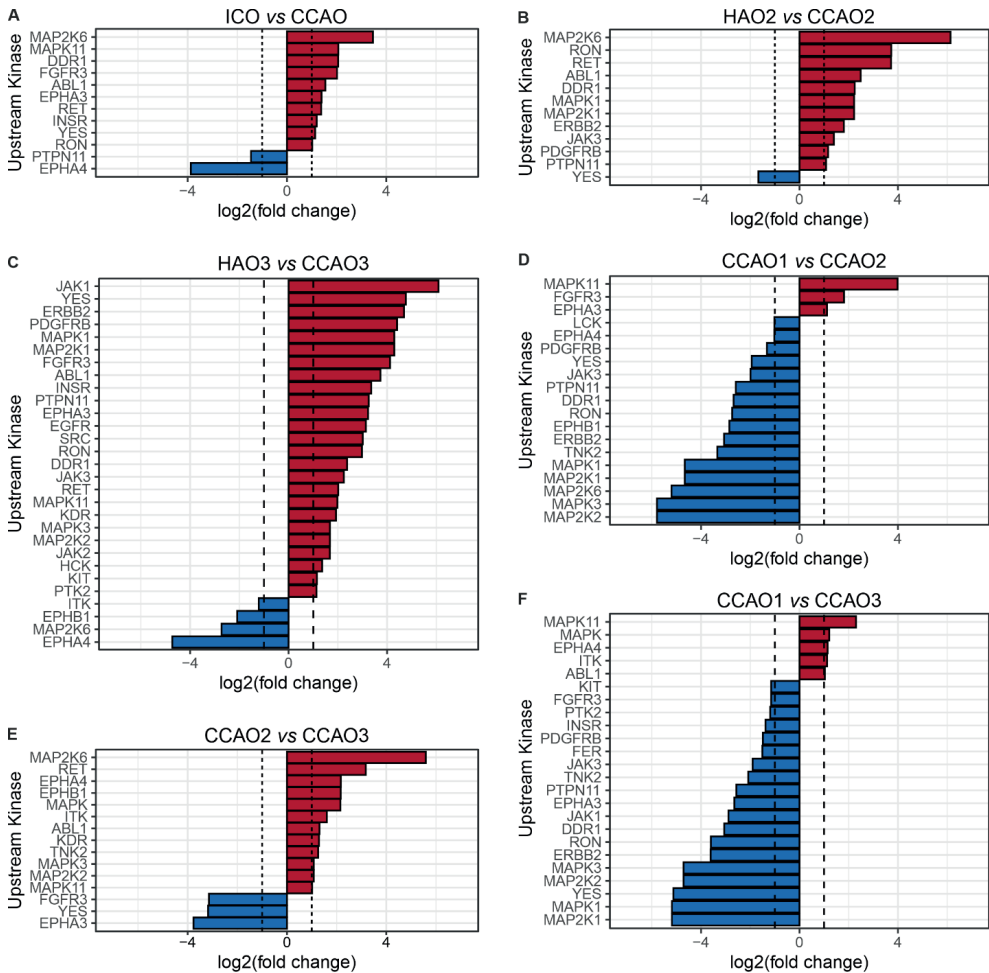 A
ICO vs CCAO
Upstream Kinase
MAP2K6
MAPK11
DDR1
FGFR3
ABL1
EPHA3
RET
INSR
YES
RON
PTPN11
EPHA4
−4
0
4
log2(fold change)
B
HAO2 vs CCAO2
Upstream Kinase
MAP2K6
RON
RET
ABL1
DDR1
MAPK1
MAP2K1
ERBB2
JAK3
PDGFRB
PTPN11
YES
−4
0
4
log2(fold change)
C
HAO3 vs CCAO3
Upstream Kinase
JAK1
YES
ERBB2
PDGFRB
MAPK1
MAP2K1
FGFR3
ABL1
INSR
PTPN11
EPHA3
EGFR
SRC
RON
DDR1
JAK3
RET
MAPK11
KDR
MAPK3
MAP2K2
JAK2
HCK
KIT
PTK2
ITK
EPHB1
MAP2K6
EPHA4
−4
0
4
log2(fold change)
D
CCAO1 vs CCAO2
Upstream Kinase
MAPK11
FGFR3
EPHA3
LCK
EPHA4
PDGFRB
YES
JAK3
PTPN11
DDR1
RON
EPHB1
ERBB2
TNK2
MAPK1
MAP2K1
MAP2K6
MAPK3
MAP2K2
−4
0
4
log2(fold change)
E
CCAO2 vs CCAO3
Upstream Kinase
MAP2K6
RET
EPHA4
EPHB1
MAPK
ITK
ABL1
KDR
TNK2
MAPK3
MAP2K2
MAPK11
FGFR3
YES
EPHA3
−4
0
4
log2(fold change)
F
CCAO1 vs CCAO3
Upstream Kinase
MAPK11
MAPK
EPHA4
ITK
ABL1
KIT
FGFR3
PTK2
INSR
PDGFRB
FER
JAK3
TNK2
PTPN11
EPHA3
JAK1
DDR1
RON
ERBB2
MAPK3
MAP2K2
YES
MAPK1
MAP2K1
−4
0
4
log2(fold change)